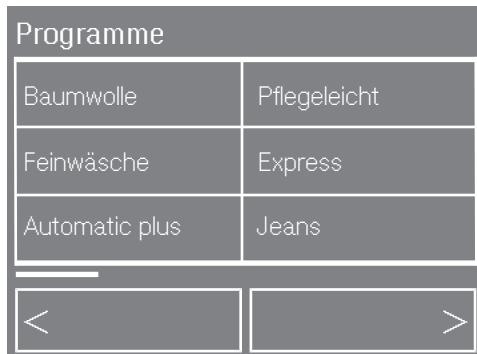 Programme
Baumwolle Pflegeleicht
Feinwäsche Express
Automatic plus Jeans
< >